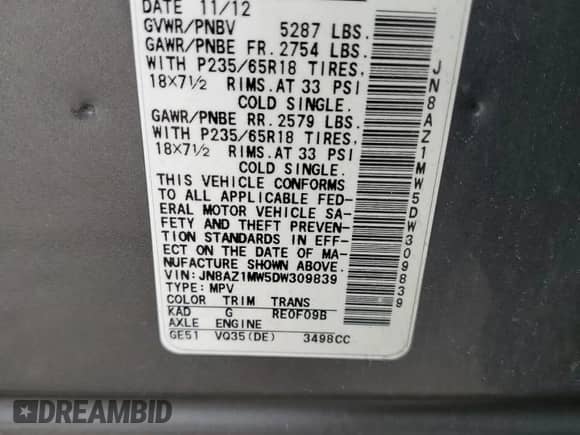 DATE 11/12
GVWR/PNBV 5287 LBS.
GAWR/PNBE FR. 2754 LBS.
WITH P235/65R18 TIRES,
18×7½ RIMS. AT 33 PSI
COLD SINGLE.
GAWR/PNBE RR. 2579 LBS.
WITH P235/65R18 TIRES,
18×7½ RIMS. AT 33 PSI
COLD SINGLE.
THIS VEHICLE CONFORMS
TO ALL APPLICABLE FED-
ERAL MOTOR VEHICLE SA-
FETY AND THEFT PREVEN-
TION STANDARDS IN EFF-
ECT ON THE DATE OF MA-
NUFACTURE SHOWN ABOVE.
VIN: JN8AZ1MW5DW309839
TYPE: MPV
COLOR TRIM TRANS
KAD G RE0F09B
AXLE ENGINE
GE51 VQ35(DE) 3498CC
JN8AZ1MW5DW309839
DREAMBID